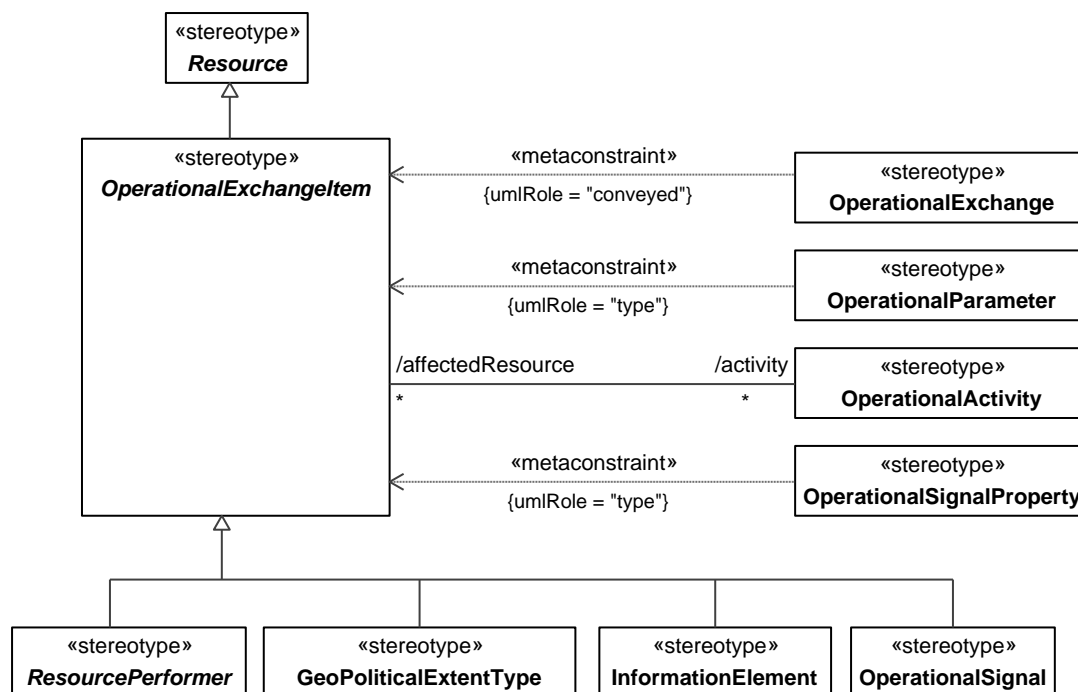 «stereotype»
Resource
«stereotype»
OperationalExchangeItem
«metaconstraint»
{umlRole = "conveyed"}
«stereotype»
OperationalExchange
«metaconstraint»
{umlRole = "type"}
«stereotype»
OperationalParameter
/affectedResource
*
/activity
*
«stereotype»
OperationalActivity
«metaconstraint»
{umlRole = "type"}
«stereotype»
OperationalSignalProperty
«stereotype»
ResourcePerformer
«stereotype»
GeoPoliticalExtentType
«stereotype»
InformationElement
«stereotype»
OperationalSignal